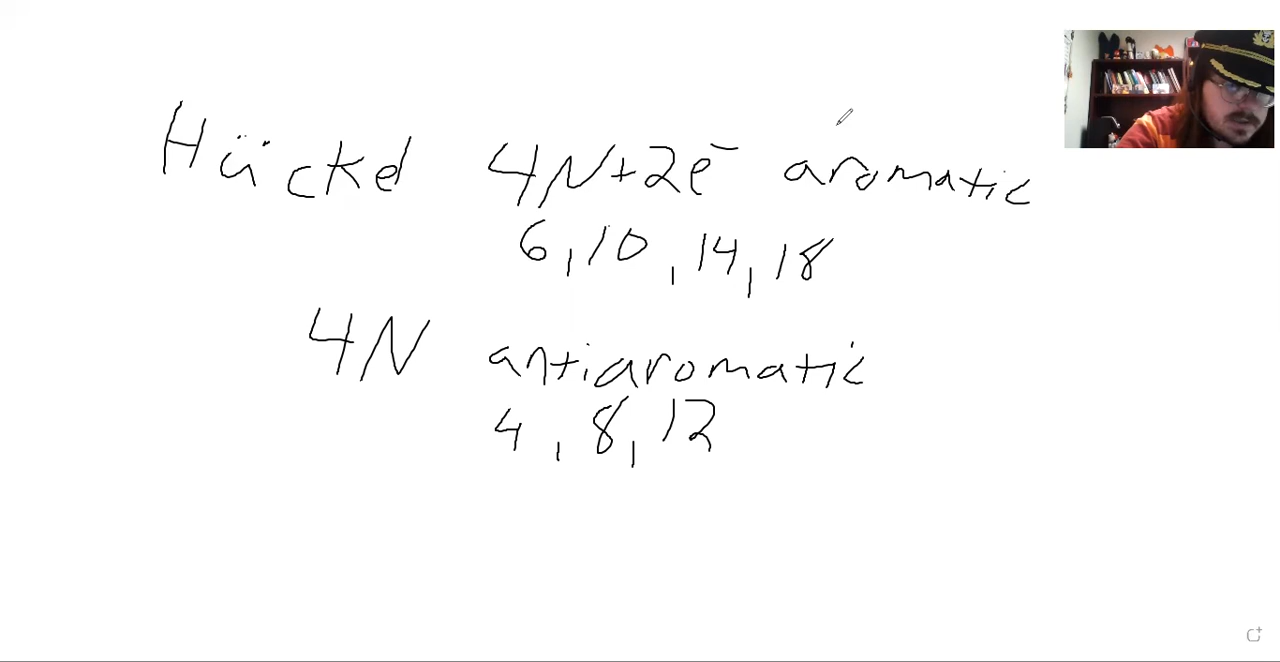 Hückel 4N+2e⁻ aromatic
6, 10, 14, 18
4N antiaromatic
4, 8, 12